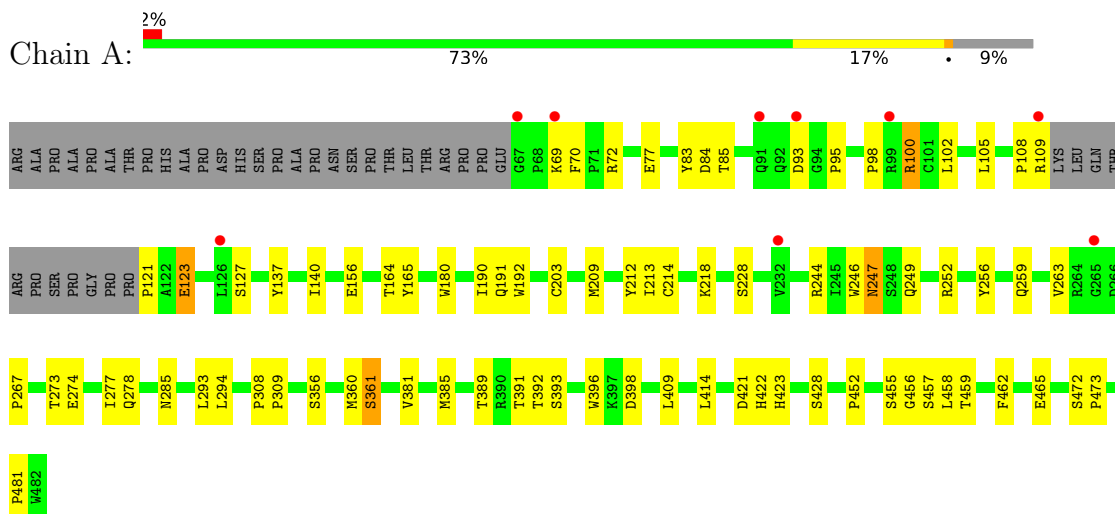 2%
Chain A:
73% 17% • 9%
ARG ALA PRO ALA PRO ALA THR PRO HIS ALA PRO ASP HIS SER PRO ALA PRO ASN SER PRO THR LEU THR ARG PRO PRO GLU G67 P68 K69 F70 P71 R72 E77 Y83 D84 T85 Q91 Q92 D93 G94 P95 P98 R99 R100 C101 L102 L105 P108 R109 LYS LEU GLN THR
ARG PRO SER PRO GLY PRO PRO P121 A122 E123 L126 S127 Y137 I140 E156 T164 Y165 W180 I190 Q191 W192 C203 M209 Y212 I213 C214 K218 S228 V232 R244 I245 W246 N247 S248 Q249 R252 Y256 Q259 V263 R264 G265 D266
P267 T273 E274 I277 Q278 N285 L293 L294 P308 P309 S356 M360 S361 V381 M385 T389 R390 T391 T392 S393 W396 K397 D398 L409 L414 D421 H422 H423 S428 P452 S455 G456 S457 L458 T459 F462 E465 S472 P473
P481 W482